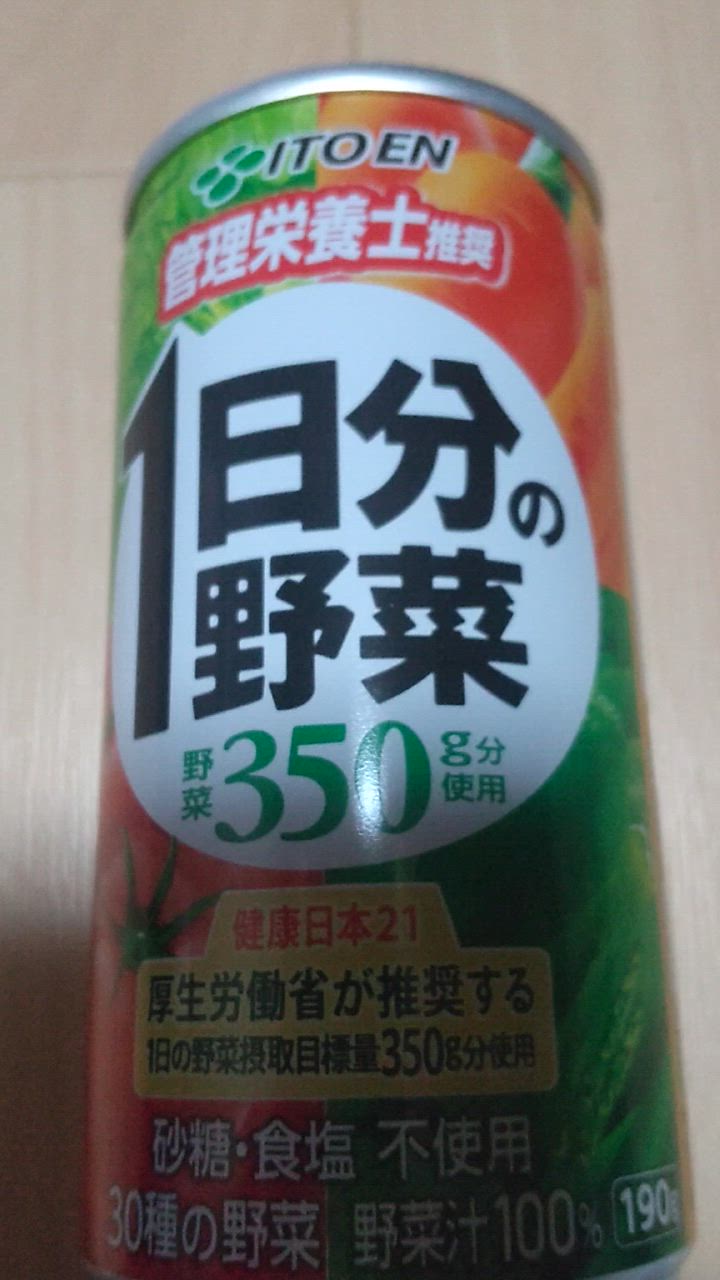 ITO EN
管理栄養士推奨
1日分の
野菜
野菜350g分使用
健康日本21
厚生労働省が推奨する
1日の野菜摂取目標量350g分使用
砂糖・食塩 不使用
30種の野菜 野菜汁100% 190g